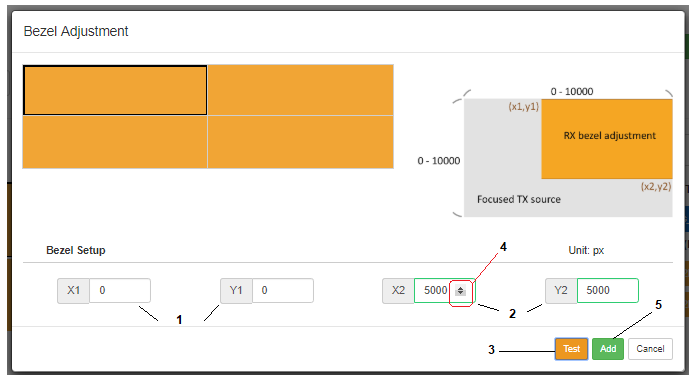 Bezel Adjustment
0 - 10000
(x1,y1)
RX bezel adjustment
0 - 10000
(x2,y2)
Focused TX source
Bezel Setup
4
Unit: px
X1 0
Y1 0
X2 5000
Y2 5000
1
2
5
3
Test
Add
Cancel